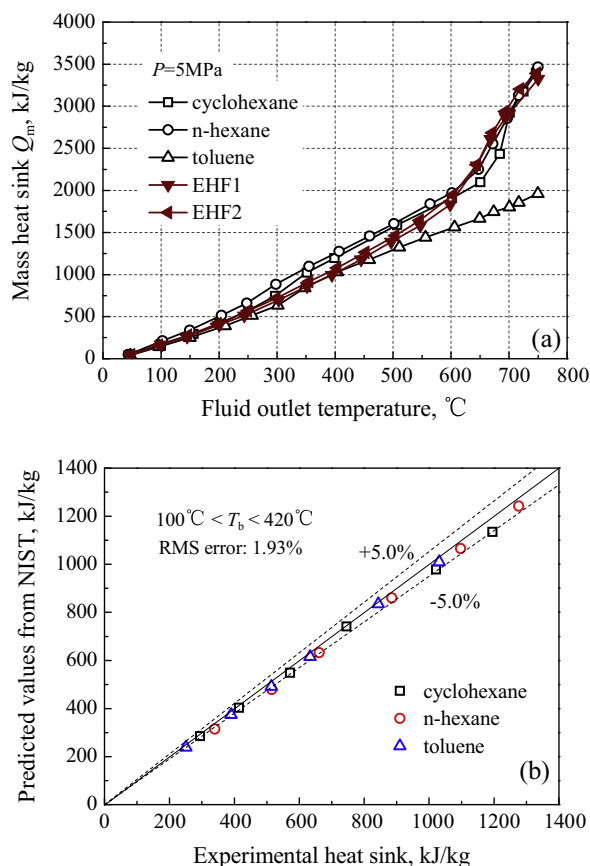 4000
3500
3000
2500
2000
1500
1000
500
0
Mass heat sink Qm, kJ/kg
P=5MPa
cyclohexane
n-hexane
toluene
EHF1
EHF2
(a)
0 100 200 300 400 500 600 700 800
Fluid outlet temperature, ℃
1400
1200
1000
800
600
400
200
0
Predicted values from NIST, kJ/kg
100℃ < Tb < 420℃
RMS error: 1.93%
+5.0%
-5.0%
cyclohexane
n-hexane
toluene
(b)
0 200 400 600 800 1000 1200 1400
Experimental heat sink, kJ/kg